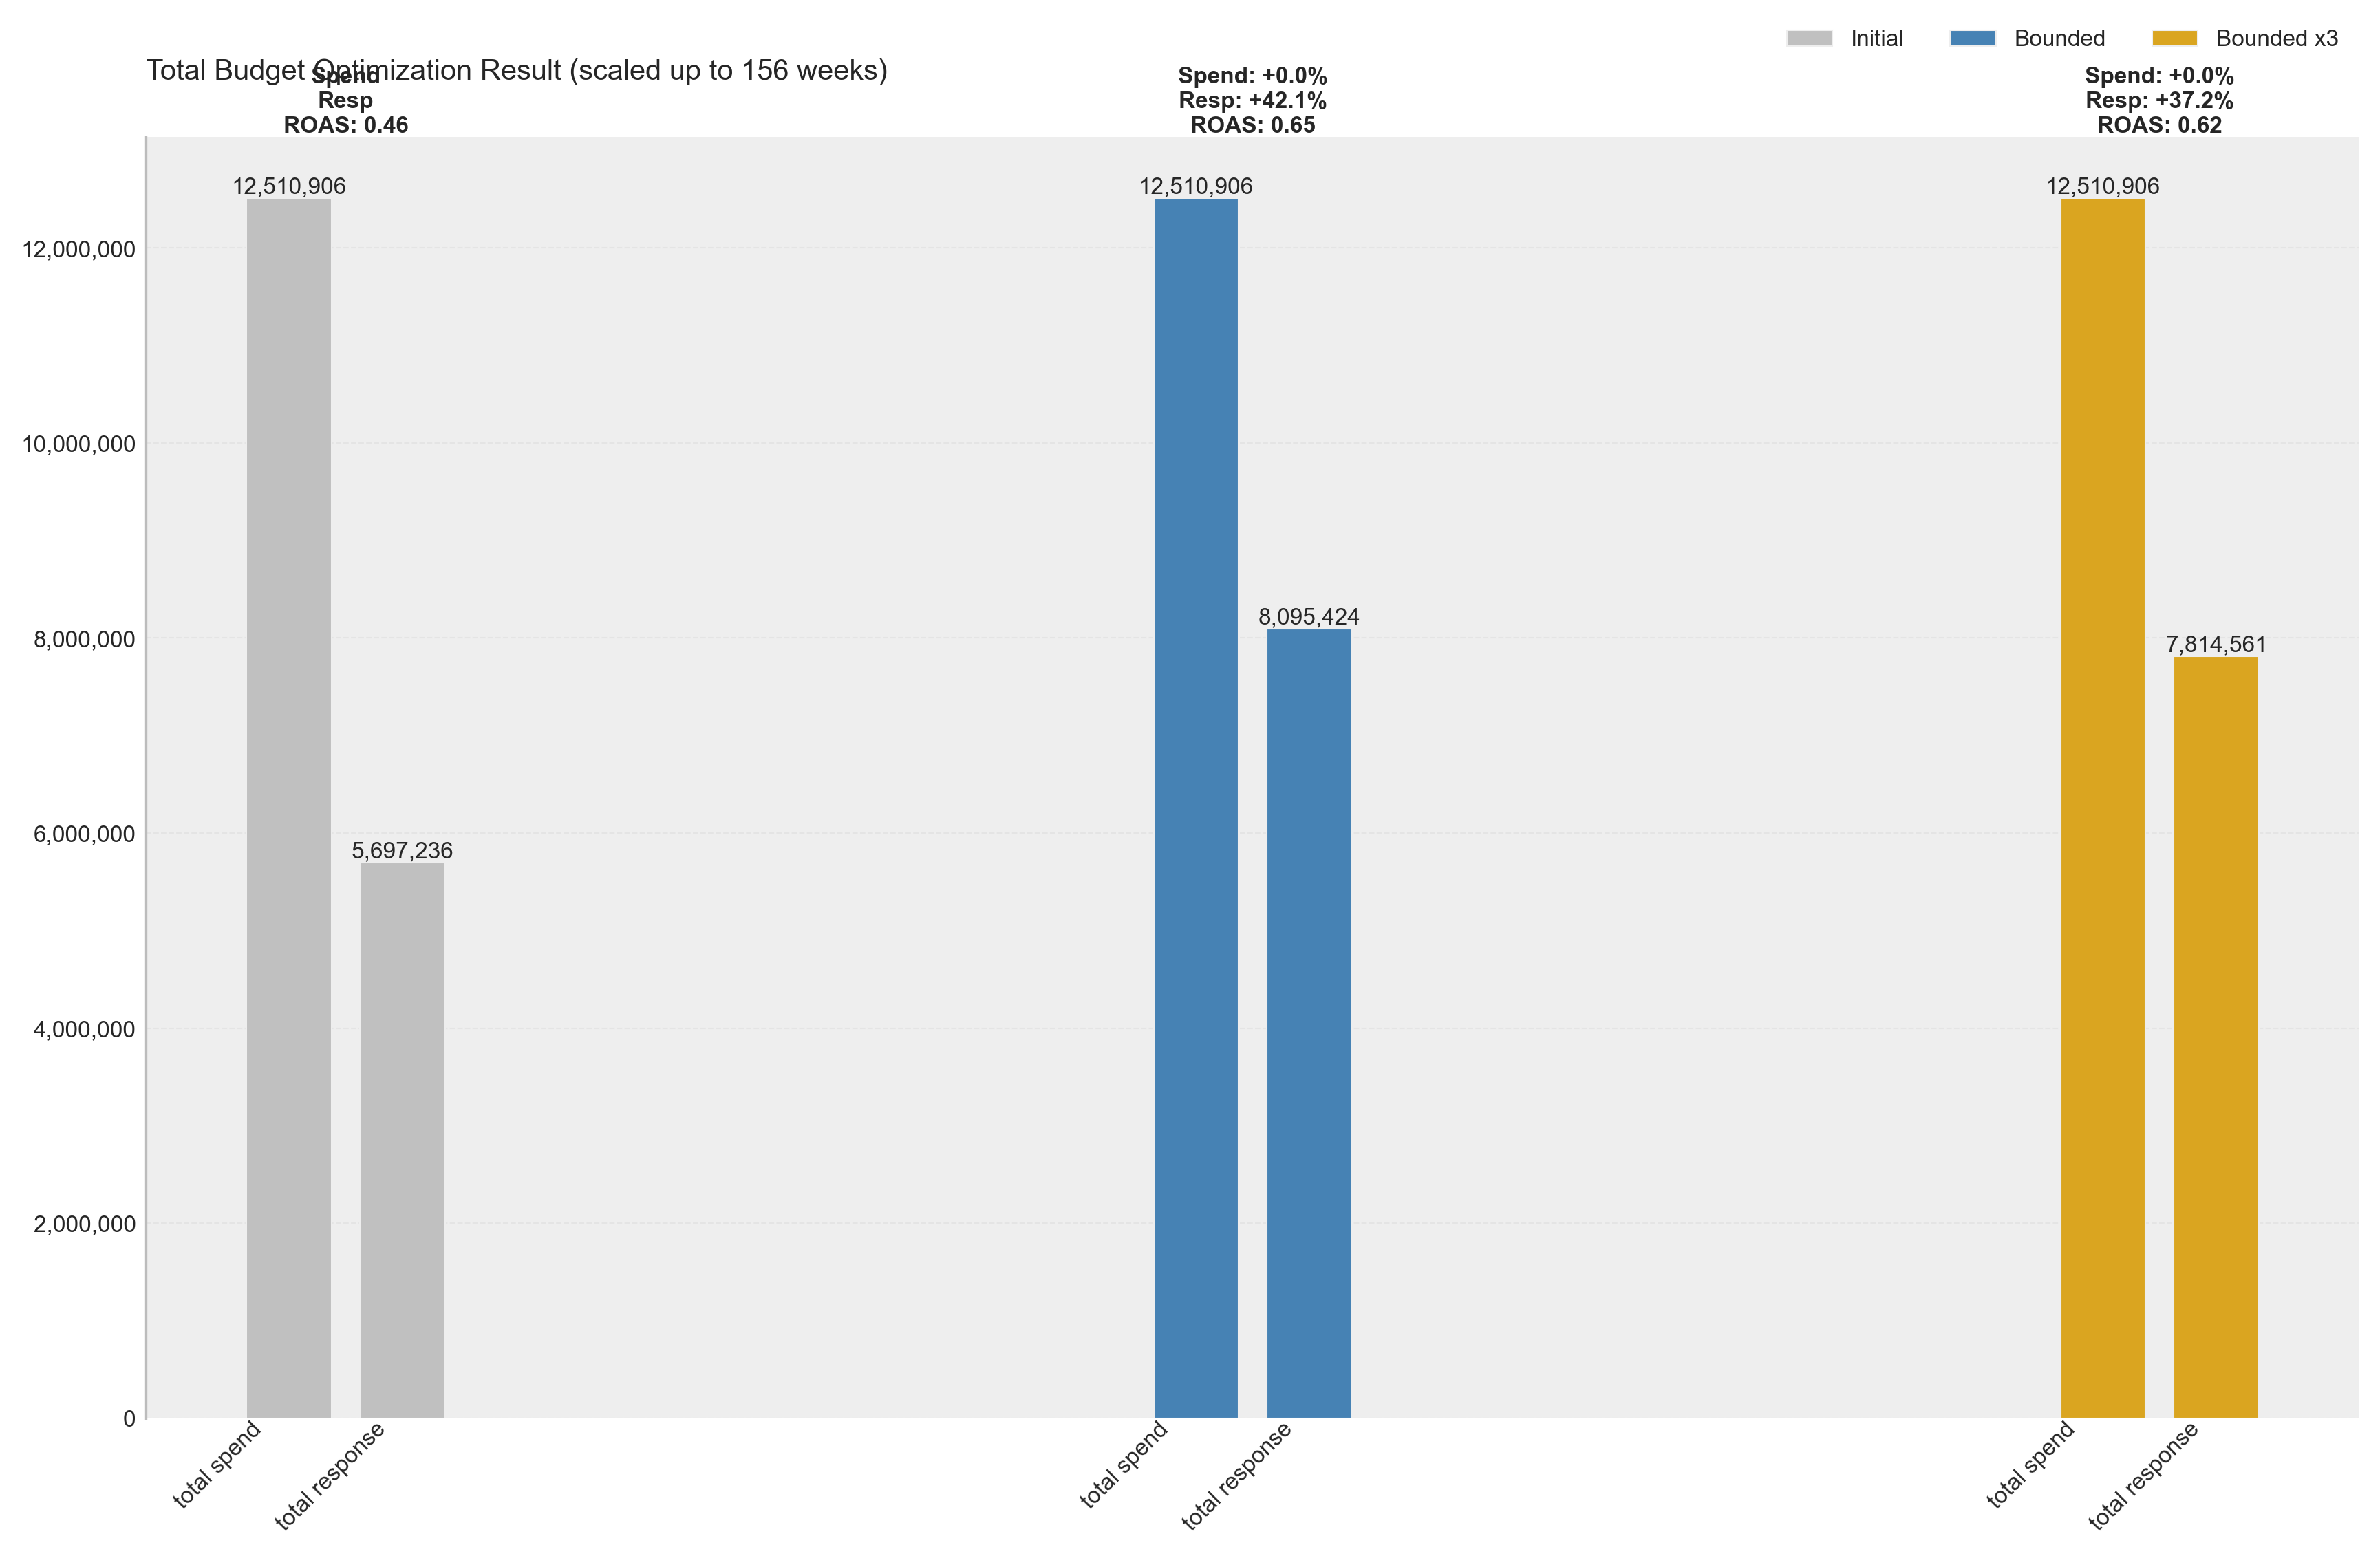 Initial Bounded Bounded x3
Total Budget Optimization Result (scaled up to 156 weeks)
Spend
Resp
ROAS: 0.46
Spend: +0.0%
Resp: +42.1%
ROAS: 0.65
Spend: +0.0%
Resp: +37.2%
ROAS: 0.62
12,510,906
12,510,906
12,510,906
12,000,000
10,000,000
8,000,000
6,000,000
4,000,000
2,000,000
0
8,095,424
7,814,561
5,697,236
total spend
total response
total spend
total response
total spend
total response